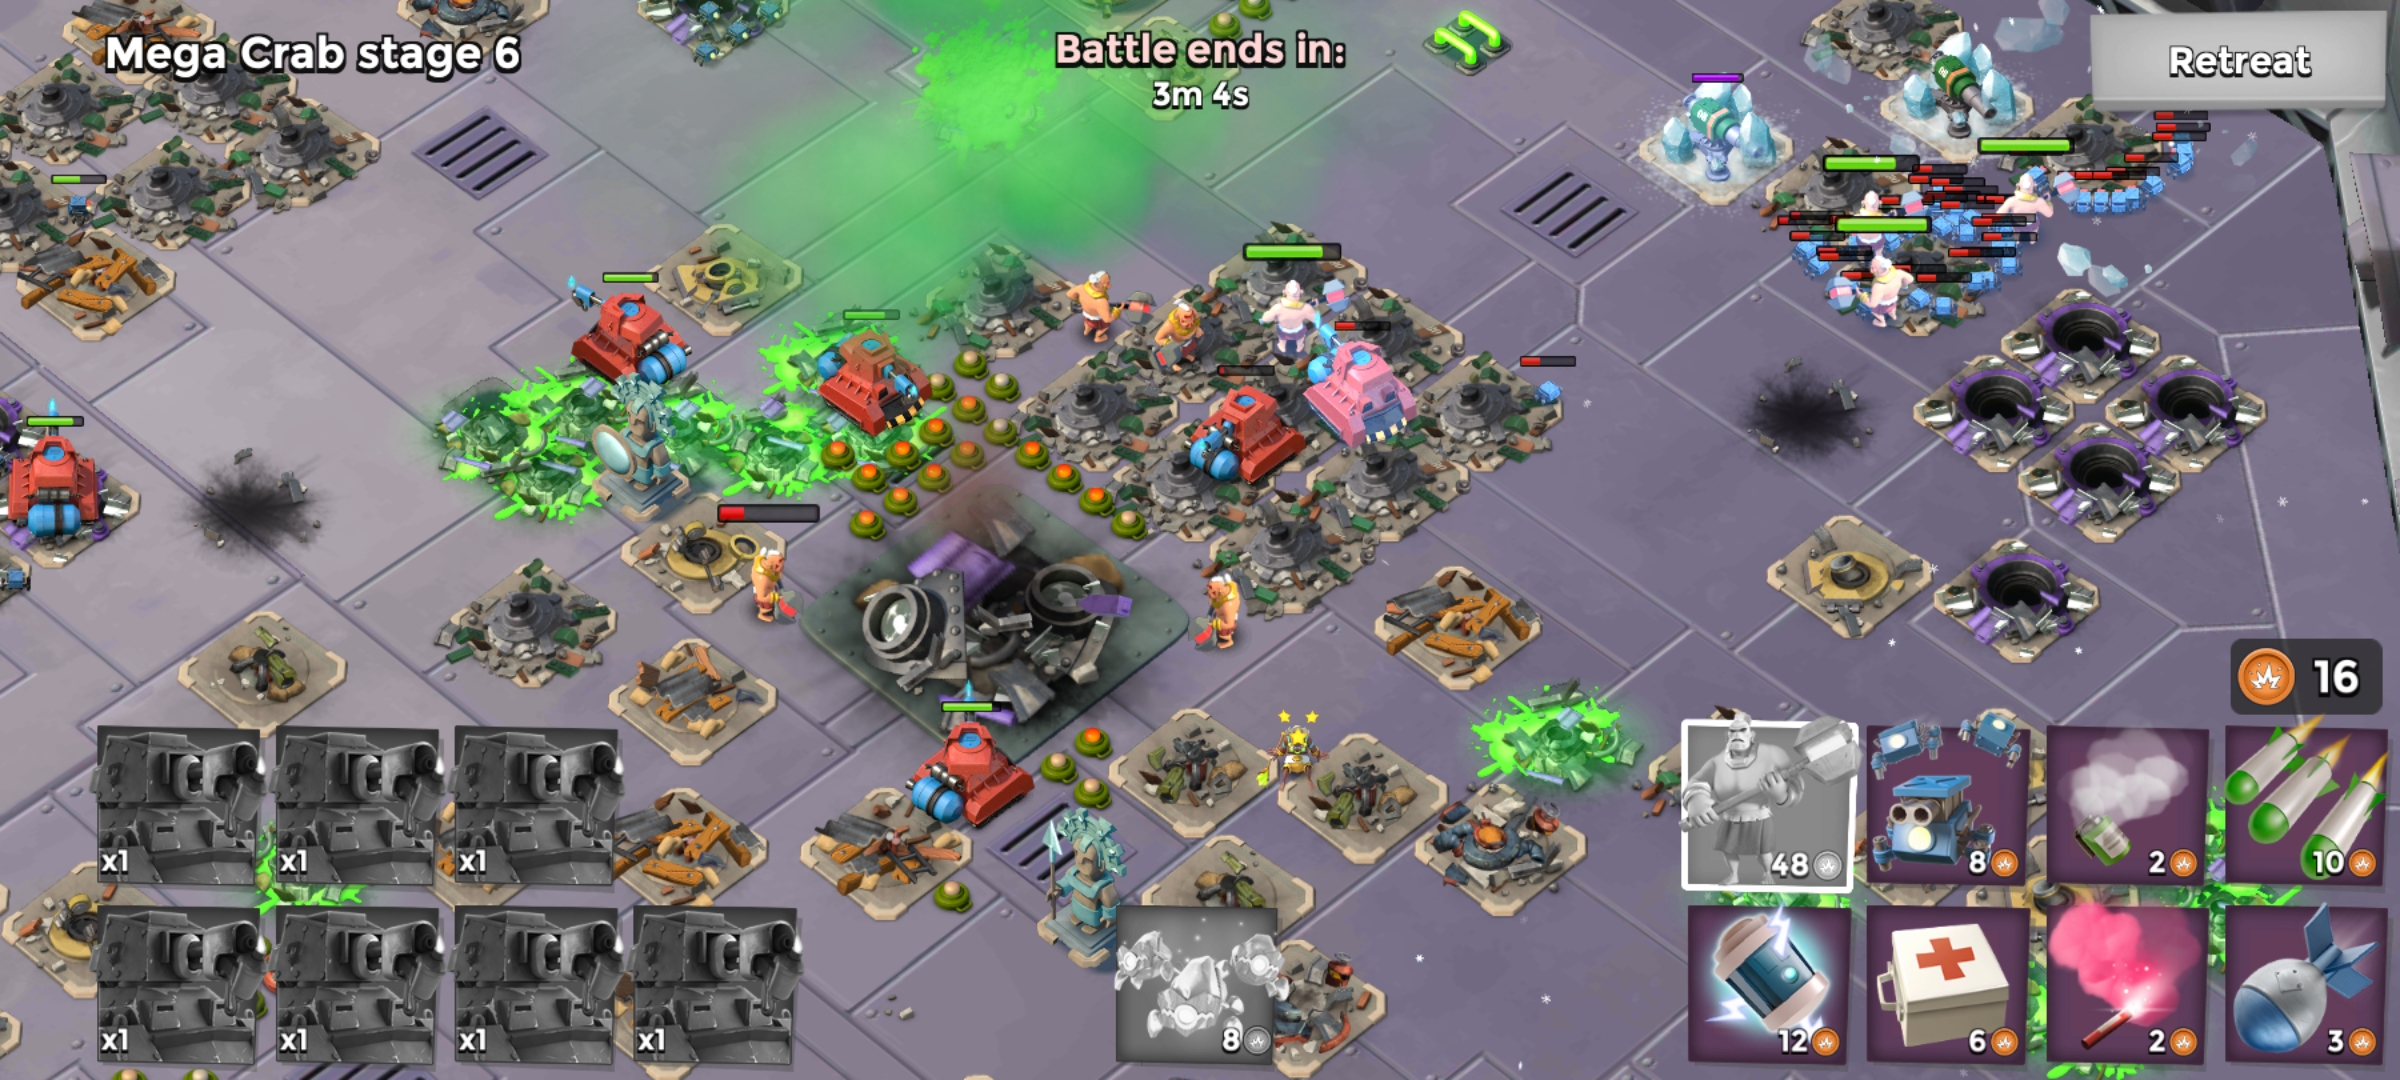 Mega Crab stage 6
Battle ends in:
3m 4s
Retreat
16
x1
x1
x1
48
8
2
10
x1
x1
x1
x1
8
12
6
2
3